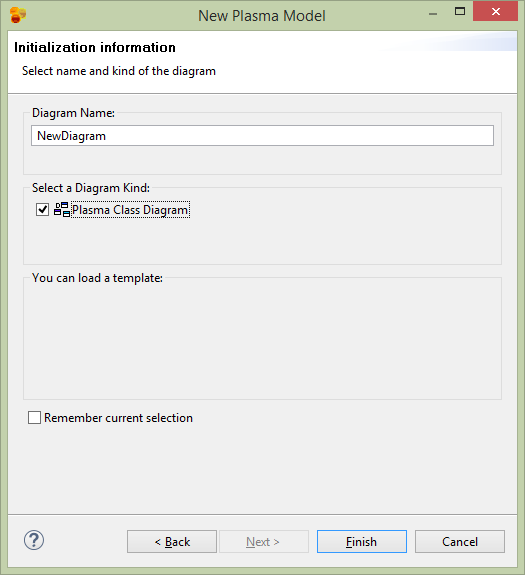 New Plasma Model
Initialization information
Select name and kind of the diagram
Diagram Name:
NewDiagram
Select a Diagram Kind:
Plasma Class Diagram
You can load a template:
Remember current selection
< Back
Next >
Finish
Cancel